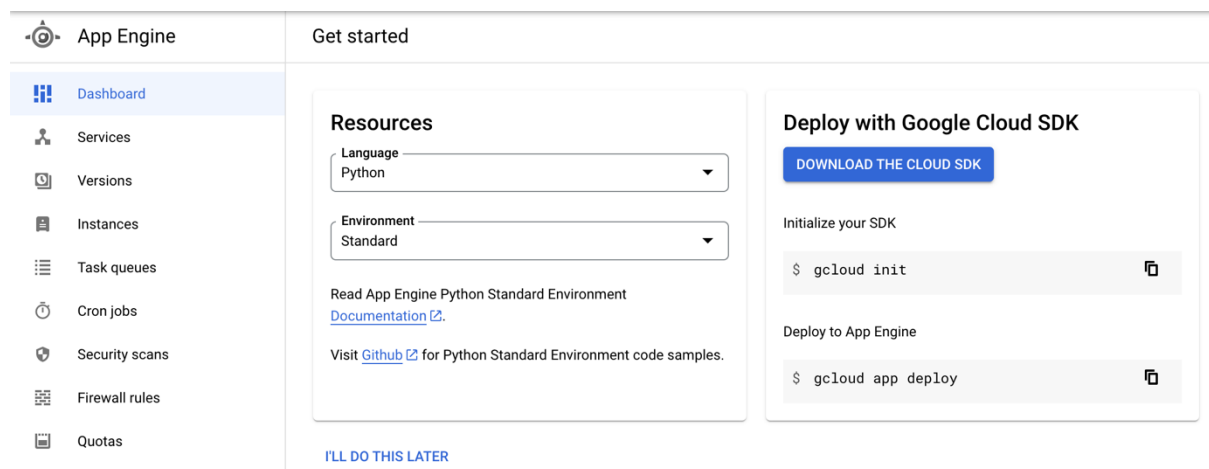 App Engine
Get started
Dashboard
Services
Versions
Instances
Task queues
Cron jobs
Security scans
Firewall rules
Quotas
Resources
Language
Python
Environment
Standard
Read App Engine Python Standard Environment
Documentation.
Visit Github for Python Standard Environment code samples.
Deploy with Google Cloud SDK
DOWNLOAD THE CLOUD SDK
Initialize your SDK
$ gcloud init
Deploy to App Engine
$ gcloud app deploy
I'LL DO THIS LATER